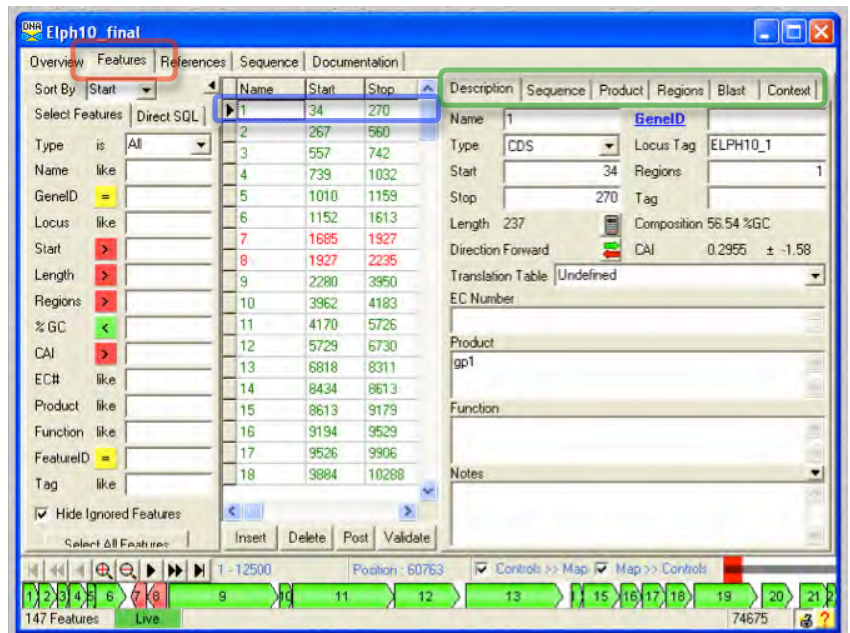 DNA Elph10_final
Overview Features References Sequence Documentation
Sort By Start
Select Features Direct SQL
Type is All
Name like
GeneID =
Locus like
Start >
Length >
Regions >
% GC <
CAI >
EC# like
Product like
Function like
FeatureID =
Tag like
Hide Ignored Features
Select All Features
Name Start Stop
1 34 270
2 267 560
3 557 742
4 739 1032
5 1010 1159
6 1152 1613
7 1685 1927
8 1927 2235
9 2280 3950
10 3962 4183
11 4170 5726
12 5729 6730
13 6818 8311
14 8434 8613
15 8613 9179
16 9194 9529
17 9526 9906
18 9884 10288
Insert Delete Post Validate
Description Sequence Product Regions Blast Context
Name 1 GeneID
Type CDS Locus Tag ELPH10_1
Start 34 Regions 1
Stop 270 Tag
Length 237 Composition 56.54 %GC
Direction Forward CAI 0.2955 ± -1.58
Translation Table Undefined
EC Number
Product
gp1
Function
Notes
1 - 12500 Position : 60763 Controls >> Map Map >> Controls
1 2 3 4 5 6 7 8 9 10 11 12 13 1 15 16 17 18 19 20 21 2
147 Features Live 74675 ?